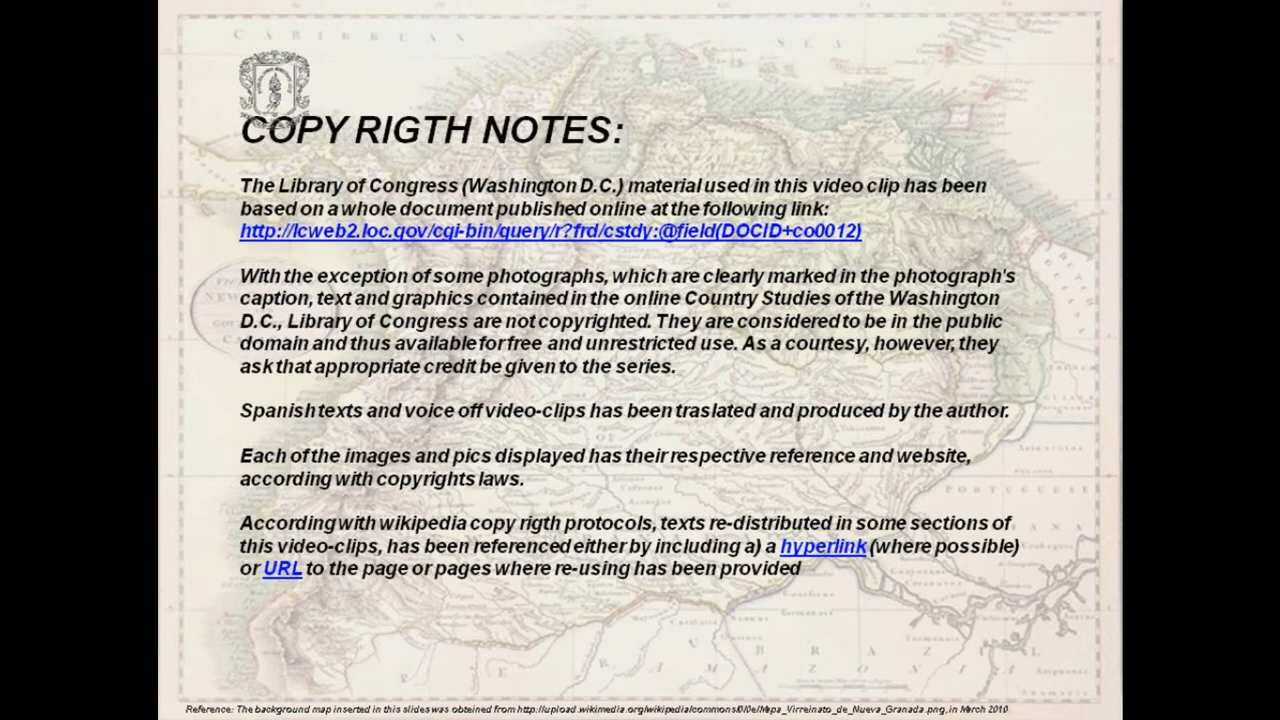 CARIBBEAN SEA
COPY RIGTH NOTES:
The Library of Congress (Washington D.C.) material used in this video clip has been
based on a whole document published online at the following link:
http://lcweb2.loc.gov/cgi-bin/query/r?frd/cstdy:@field(DOCID+co0012)
With the exception of some photographs, which are clearly marked in the photograph's
caption, text and graphics contained in the online Country Studies of the Washington
D.C., Library of Congress are not copyrighted. They are considered to be in the public
domain and thus available for free and unrestricted use. As a courtesy, however, they
ask that appropriate credit be given to the series.
Spanish texts and voice off video-clips has been traslated and produced by the author.
Each of the images and pics displayed has their respective reference and website,
according with copyrights laws.
According with wikipedia copy rigth protocols, texts re-distributed in some sections of
this video-clips, has been referenced either by including a) a hyperlink (where possible)
or URL to the page or pages where re-using has been provided
Reference: The background map inserted in this slides was obtained from http://upload.wikimedia.org/wikipedia/commons/0/0e/Mapa_Virreinato_de_Nueva_Granada.png, in March 2010